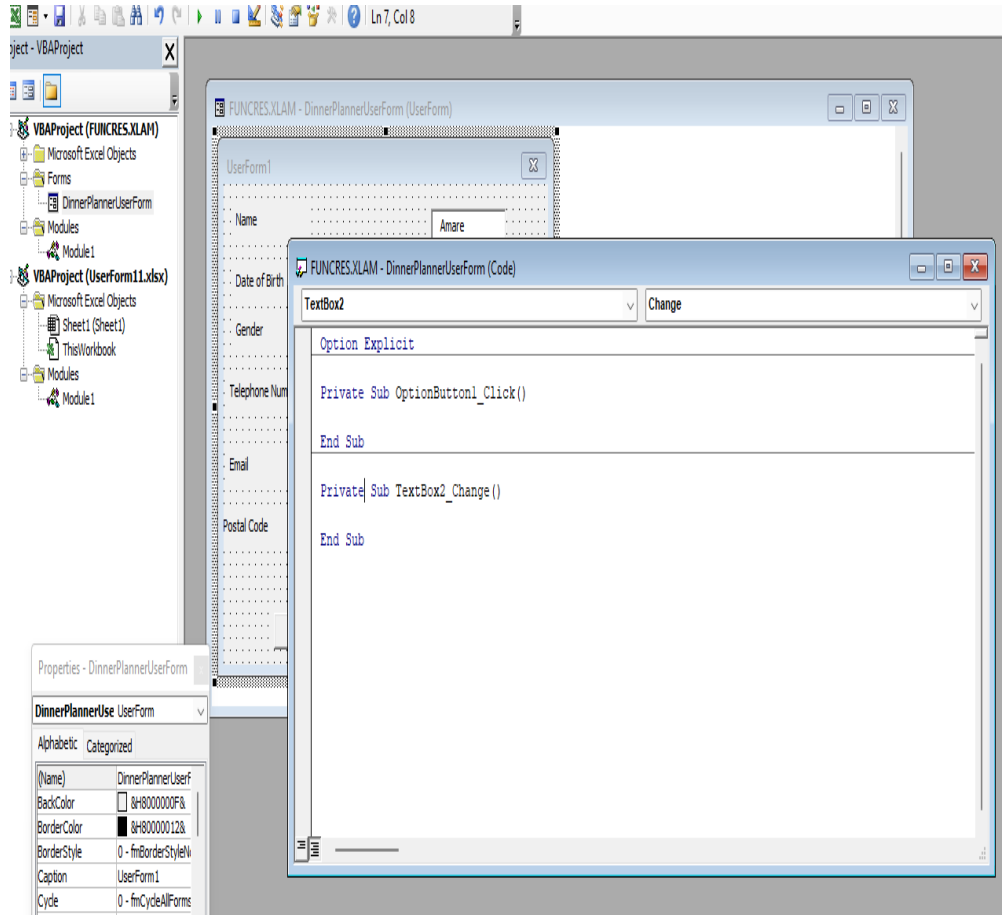 Ln 7, Col 8
oject - VBAProject
VBAProject (FUNCRES.XLAM)
Microsoft Excel Objects
Forms
DinnerPlannerUserForm
Modules
Module1
VBAProject (UserForm11.xlsx)
Microsoft Excel Objects
Sheet1 (Sheet1)
ThisWorkbook
Modules
Module1
FUNCRES.XLAM - DinnerPlannerUserForm (UserForm)
UserForm1
Name
Amare
Date of Birth
Gender
Telephone Num
Email
Postal Code
FUNCRES.XLAM - DinnerPlannerUserForm (Code)
TextBox2
Change
Option Explicit
Private Sub OptionButton1_Click()
End Sub
Private Sub TextBox2_Change()
End Sub
Properties - DinnerPlannerUserForm
DinnerPlannerUse UserForm
Alphabetic Categorized
(Name) DinnerPlannerUserF
BackColor &H8000000F&
BorderColor &H80000012&
BorderStyle 0 - fmBorderStyleNo
Caption UserForm1
Cycle 0 - fmCycleAllForms